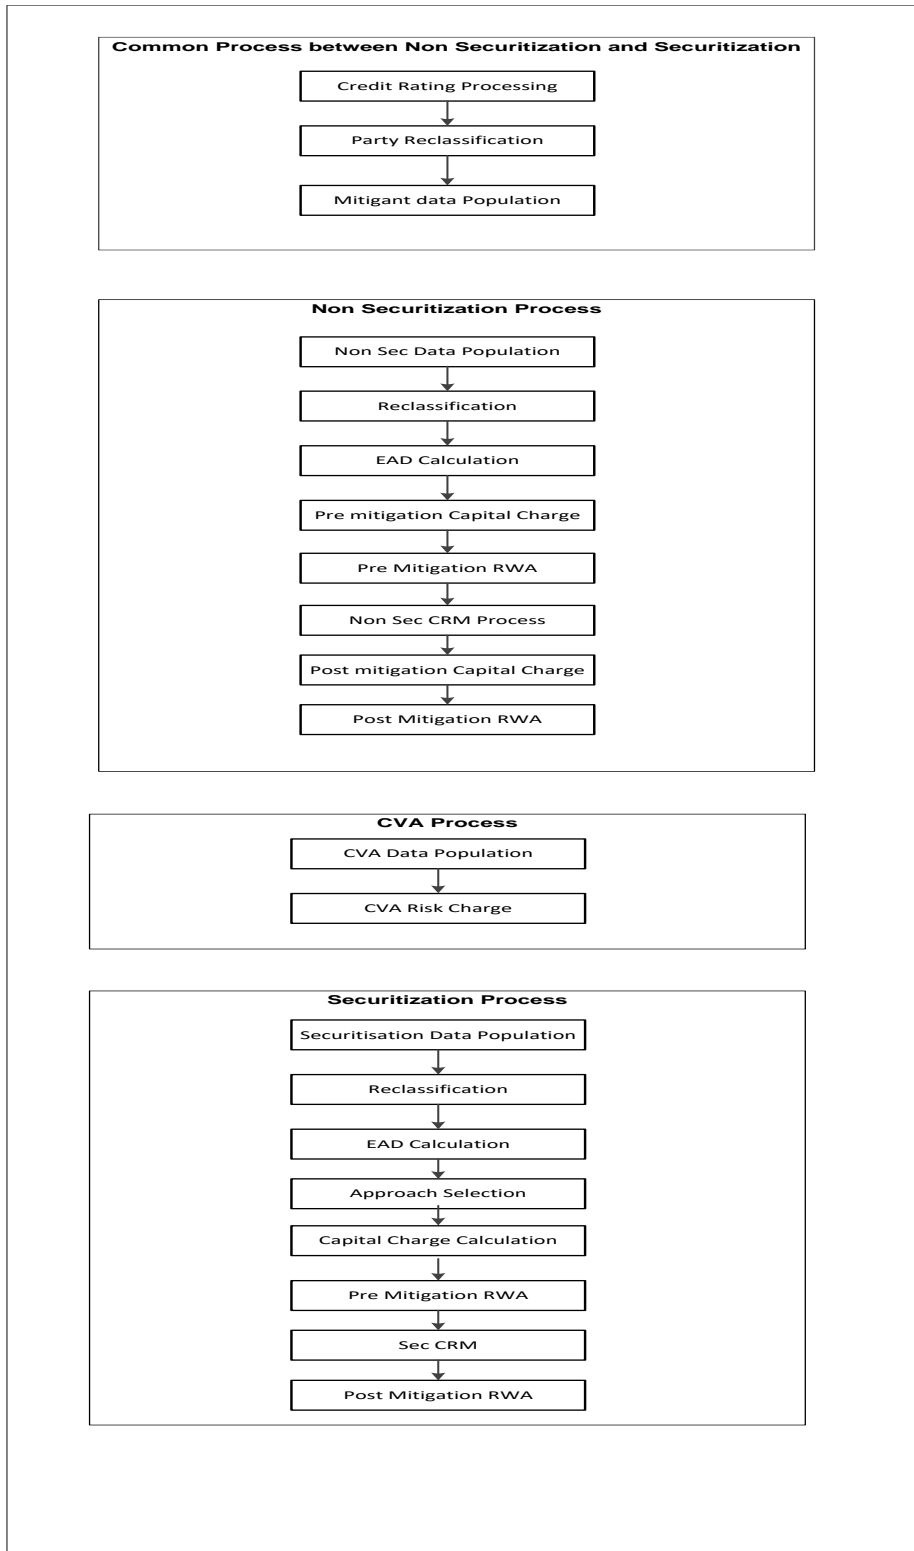 Common Process between Non Securitization and Securitization
Credit Rating Processing
Party Reclassification
Mitigant data Population
Non Securitization Process
Non Sec Data Population
Reclassification
EAD Calculation
Pre mitigation Capital Charge
Pre Mitigation RWA
Non Sec CRM Process
Post mitigation Capital Charge
Post Mitigation RWA
CVA Process
CVA Data Population
CVA Risk Charge
Securitization Process
Securitisation Data Population
Reclassification
EAD Calculation
Approach Selection
Capital Charge Calculation
Pre Mitigation RWA
Sec CRM
Post Mitigation RWA